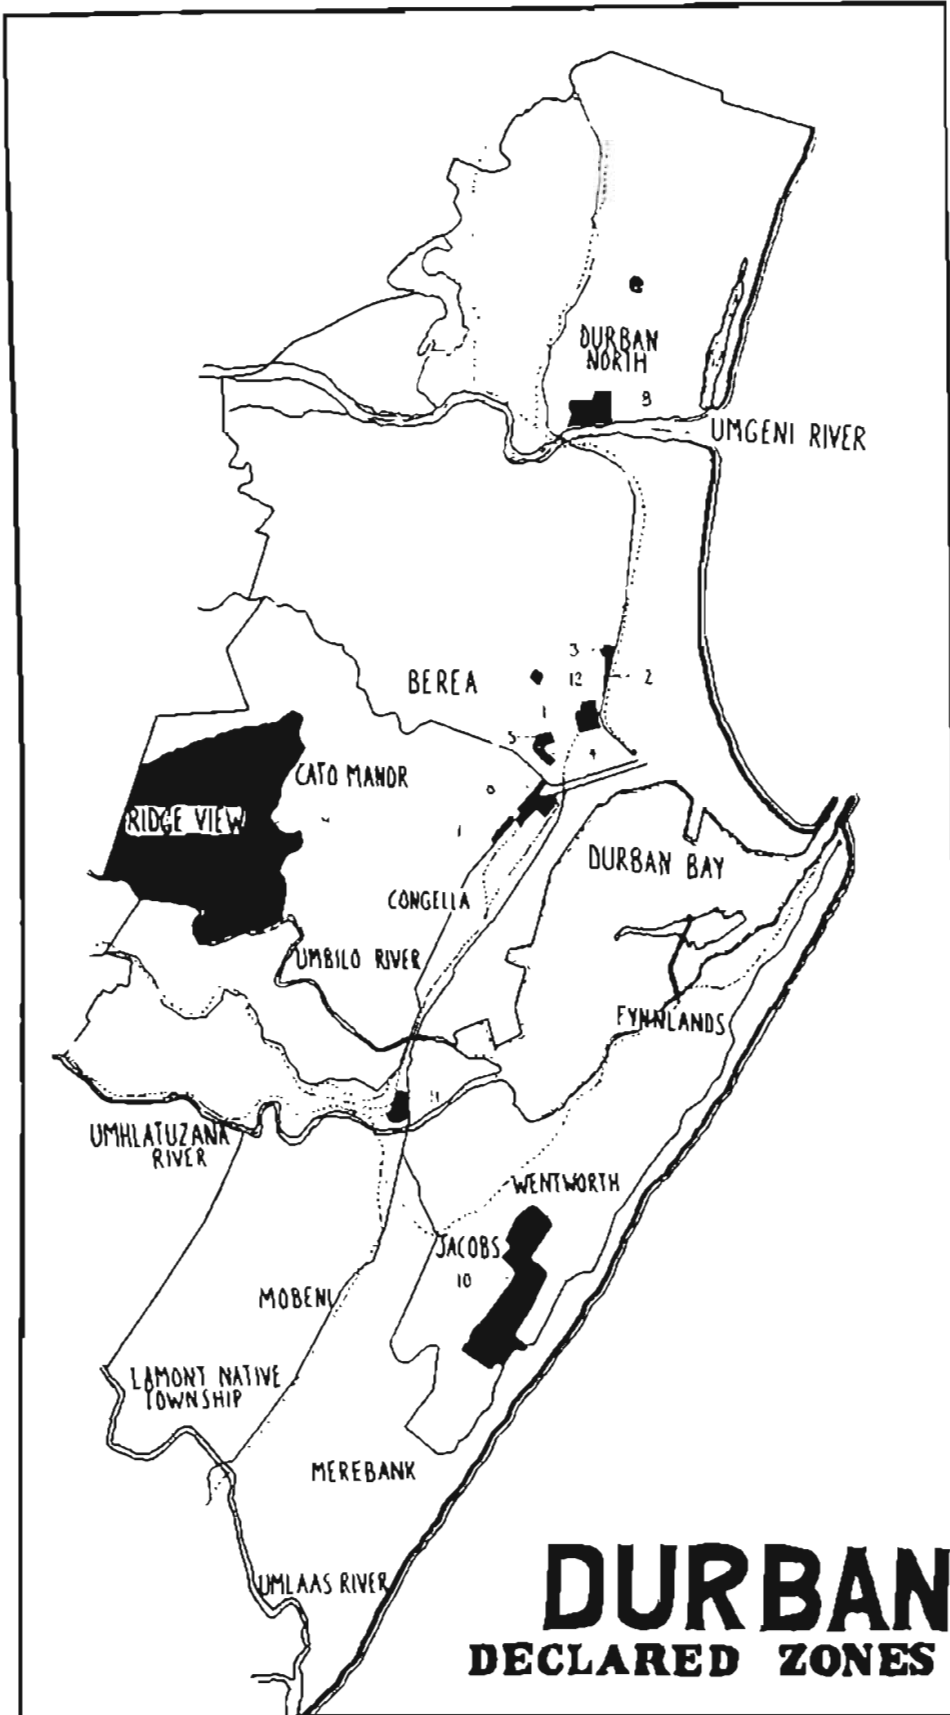 DURBAN
NORTH
8
UMGENI RIVER
3
BEREA
12
2
1
5
4
CATO MANOR
RIDGE VIEW
DURBAN BAY
CONGELLA
UMBILO RIVER
FYNNLANDS
11
UMHLATUZANA
RIVER
WENTWORTH
JACOBS
10
MOBENI
LAMONT NATIVE
TOWNSHIP
MEREBANK
UMLAAS RIVER
DURBAN
DECLARED ZONES